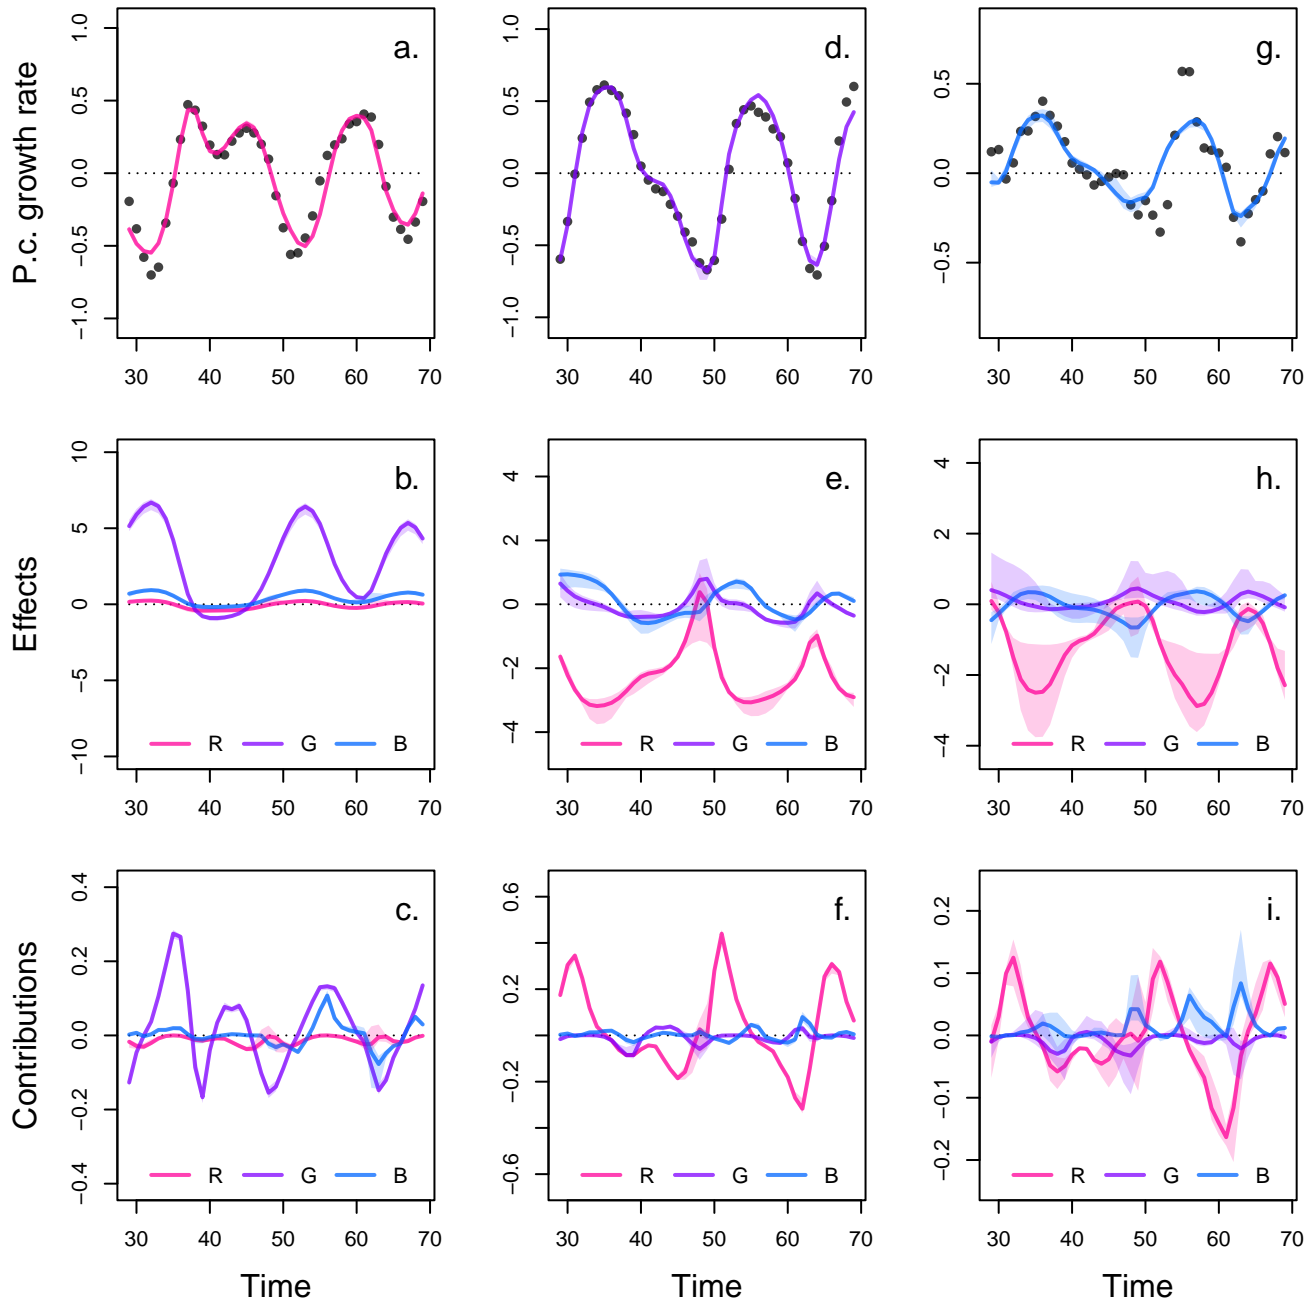 P.c. growth rate
1.0
0.5
0.0
−0.5
−1.0
a.
30 40 50 60 70
1.0
0.5
0.0
−0.5
−1.0
d.
30 40 50 60 70
0.5
0.0
−0.5
g.
30 40 50 60 70
Effects
10
5
0
−5
−10
b.
R G B
30 40 50 60 70
4
2
0
−2
−4
e.
R G B
30 40 50 60 70
4
2
0
−2
−4
h.
R G B
30 40 50 60 70
Contributions
0.4
0.2
0.0
−0.2
−0.4
c.
R G B
30 40 50 60 70
Time
0.6
0.2
−0.2
−0.6
f.
R G B
30 40 50 60 70
Time
0.2
0.1
0.0
−0.1
−0.2
i.
R G B
30 40 50 60 70
Time